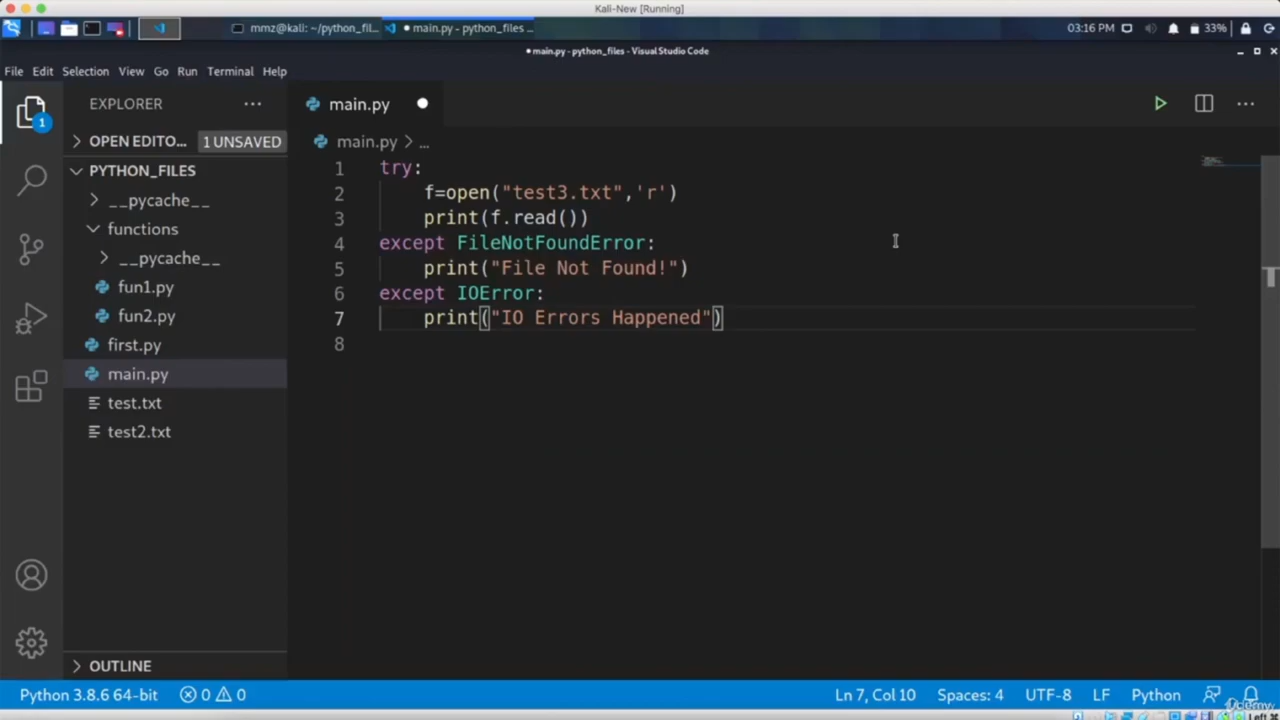 Kali-New [Running]
mmz@kali: ~/python_fil...
● main.py - python_files ...
03:16 PM
33%
● main.py - python_files - Visual Studio Code
File Edit Selection View Go Run Terminal Help
EXPLORER
main.py
1
OPEN EDITO...
1 UNSAVED
main.py > ...
PYTHON_FILES
__pycache__
functions
__pycache__
fun1.py
fun2.py
first.py
main.py
test.txt
test2.txt
OUTLINE
1 try:
2     f=open("test3.txt",'r')
3     print(f.read())
4 except FileNotFoundError:
5     print("File Not Found!")
6 except IOError:
7     print("IO Errors Happened")
8
Python 3.8.6 64-bit
0
0
Ln 7, Col 10
Spaces: 4
UTF-8
LF
Python
Udemy
Left ⌘